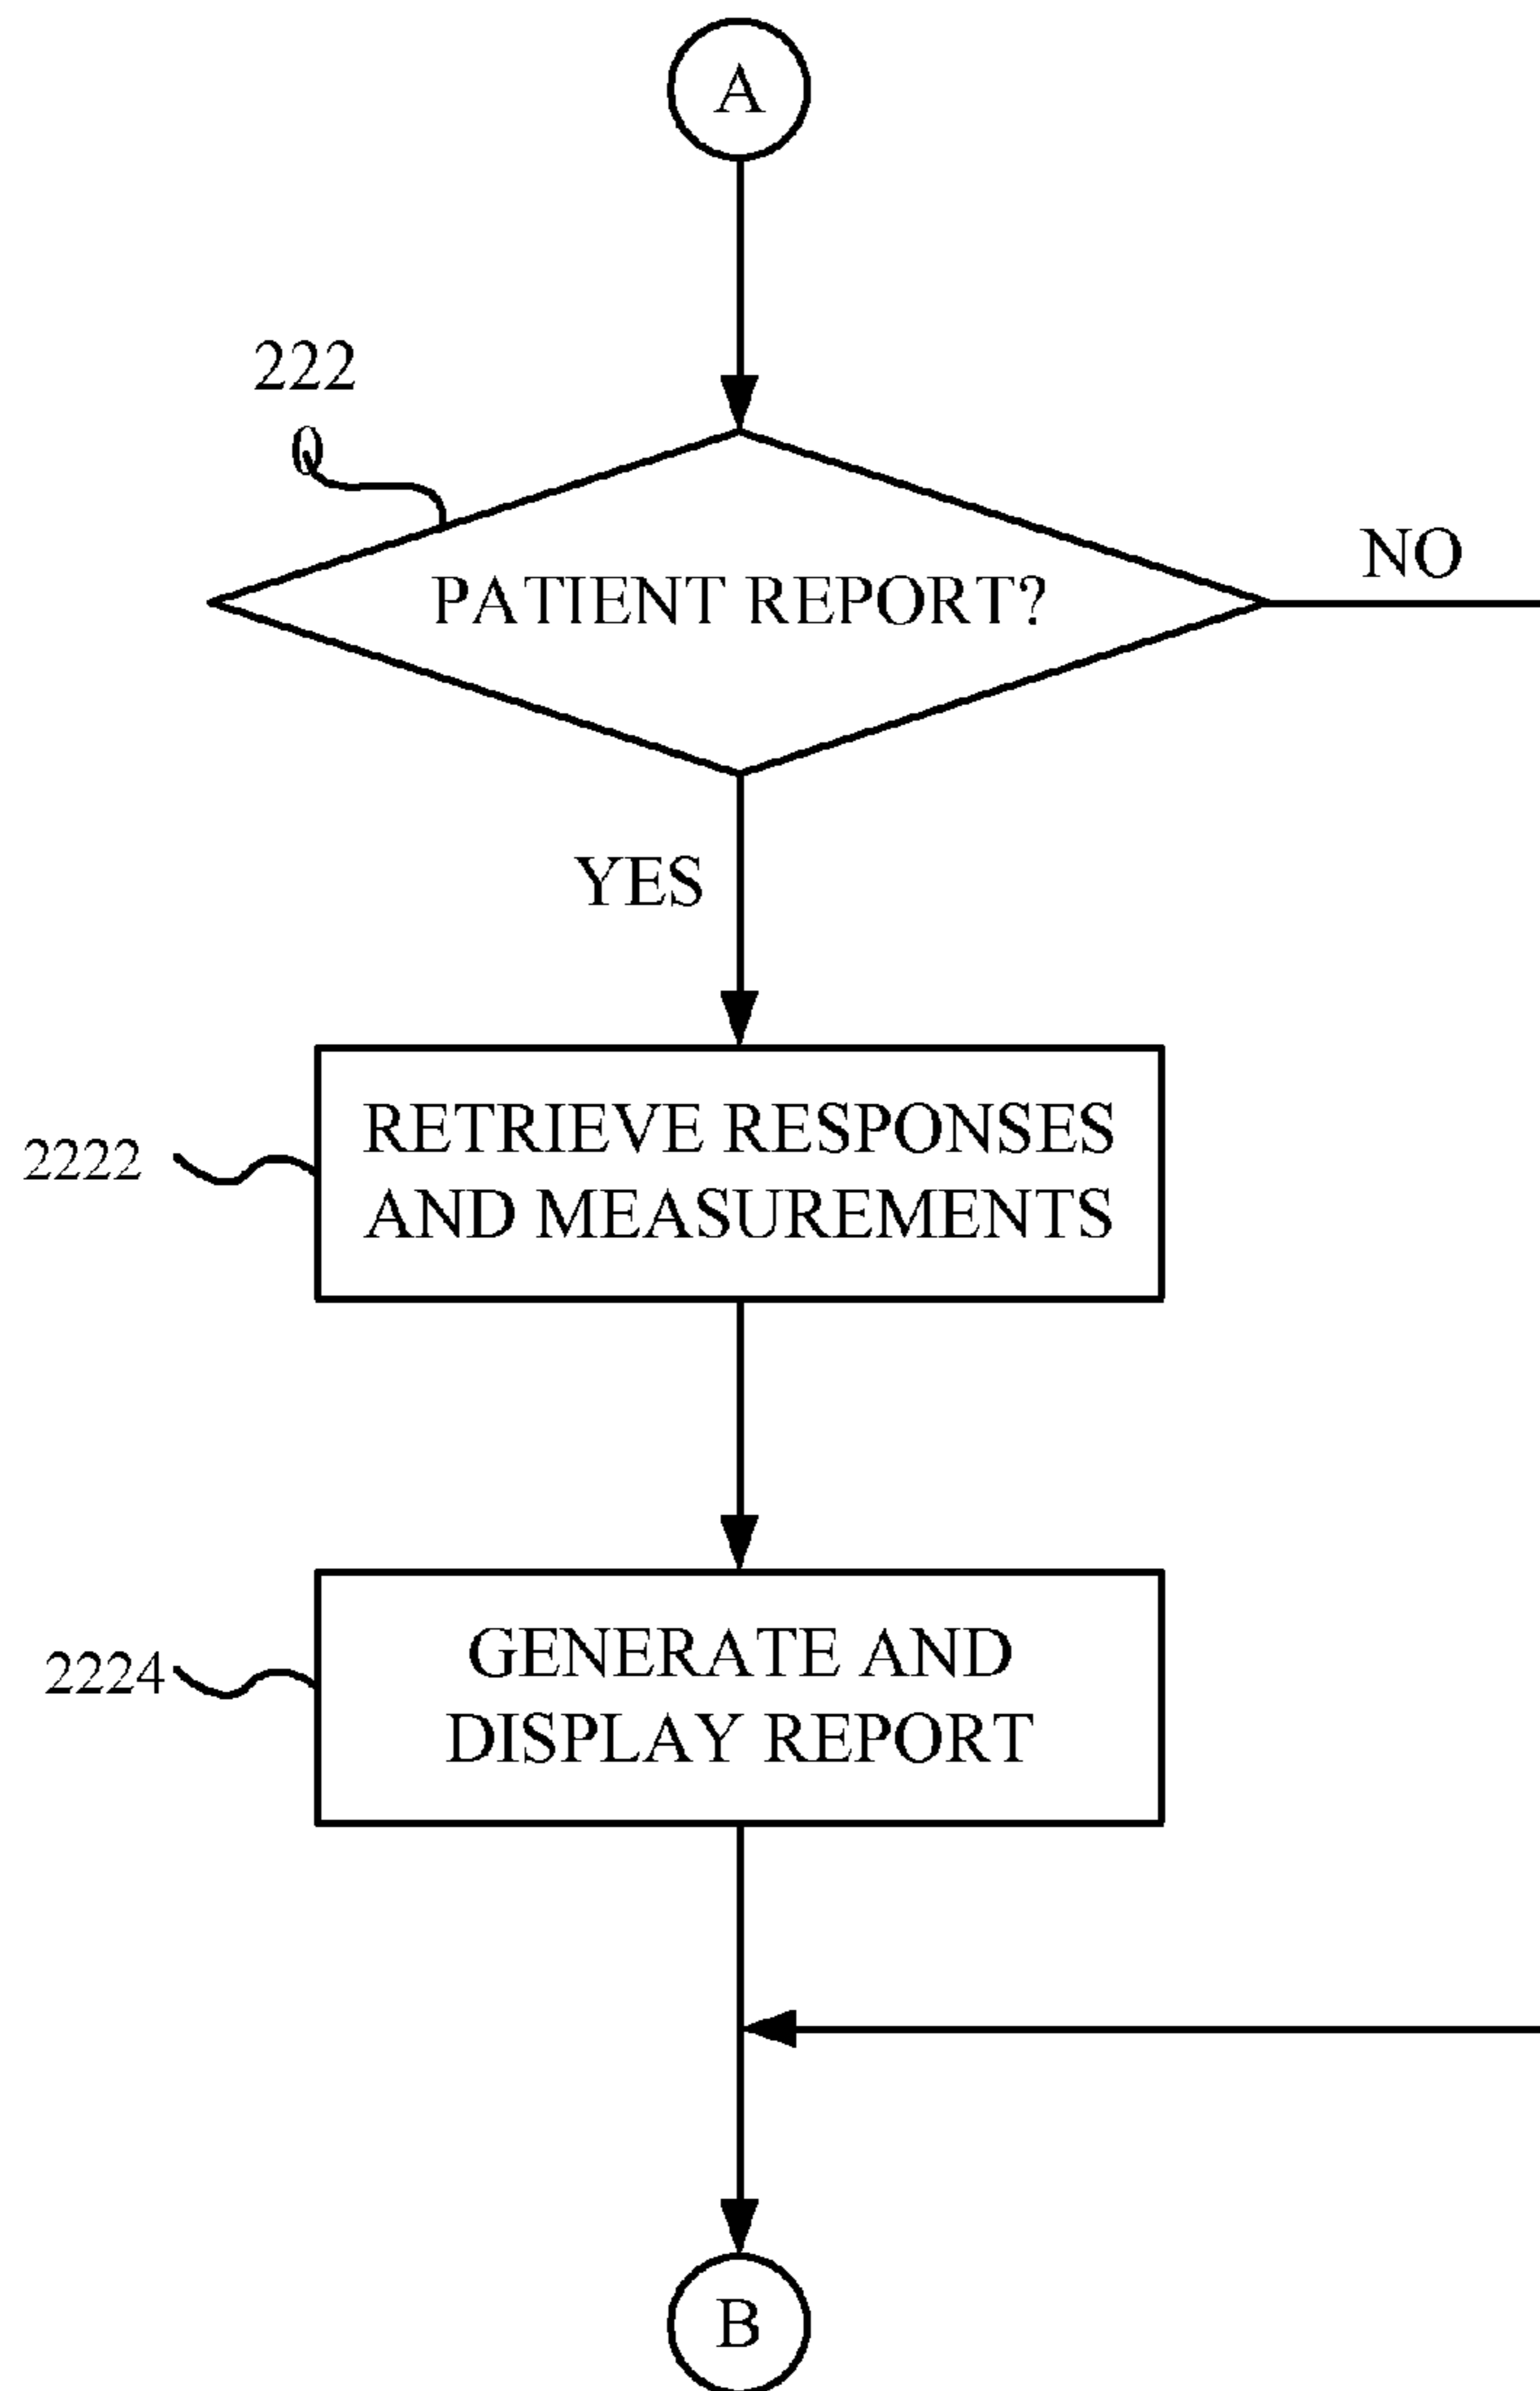 A
222
0
PATIENT REPORT?
NO
YES
RETRIEVE RESPONSES
AND MEASUREMENTS
2222
GENERATE AND
DISPLAY REPORT
2224
B